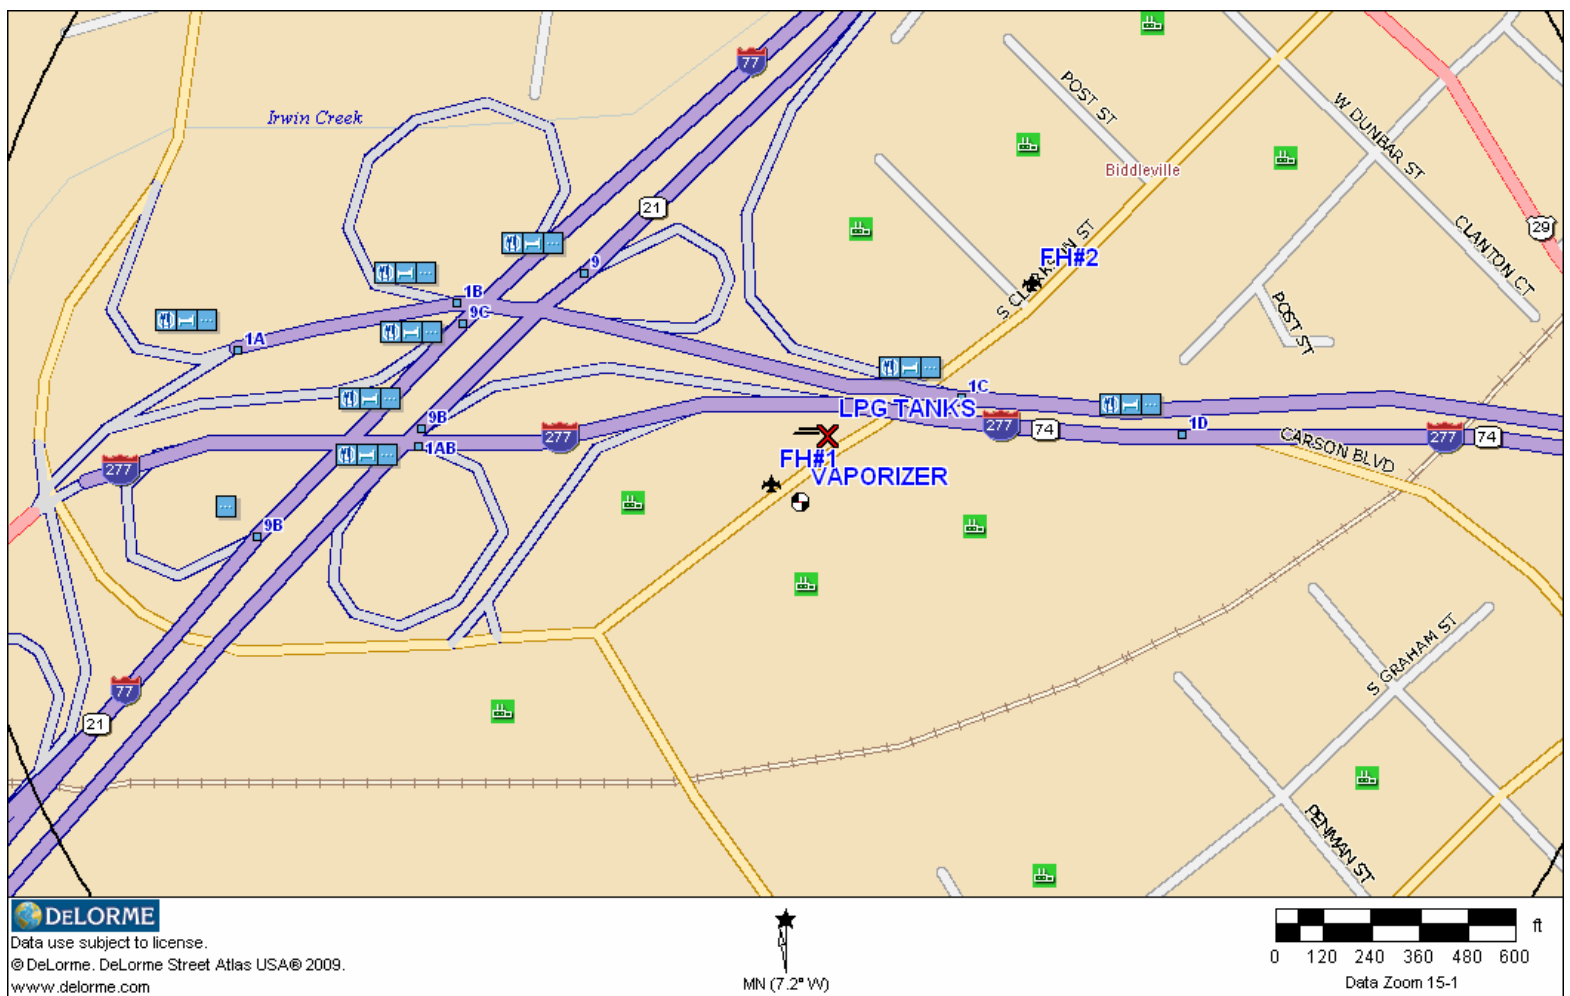 77
Irwin Creek
POST ST
W DUNBAR ST
Biddleville
21
29
CLANTON CT
S CLARKSON ST
FH#2
9
1B
9C
1A
POST ST
1C
LPG TANKS
9B
1AB
277
277
74
1D
277
74
CARSON BLVD
277
FH#1
VAPORIZER
9B
S GRAHAM ST
77
21
PENMAN ST
DELORME
Data use subject to license.
© DeLorme. DeLorme Street Atlas USA® 2009.
www.delorme.com
MN (7.2° W)
ft
0 120 240 360 480 600
Data Zoom 15-1